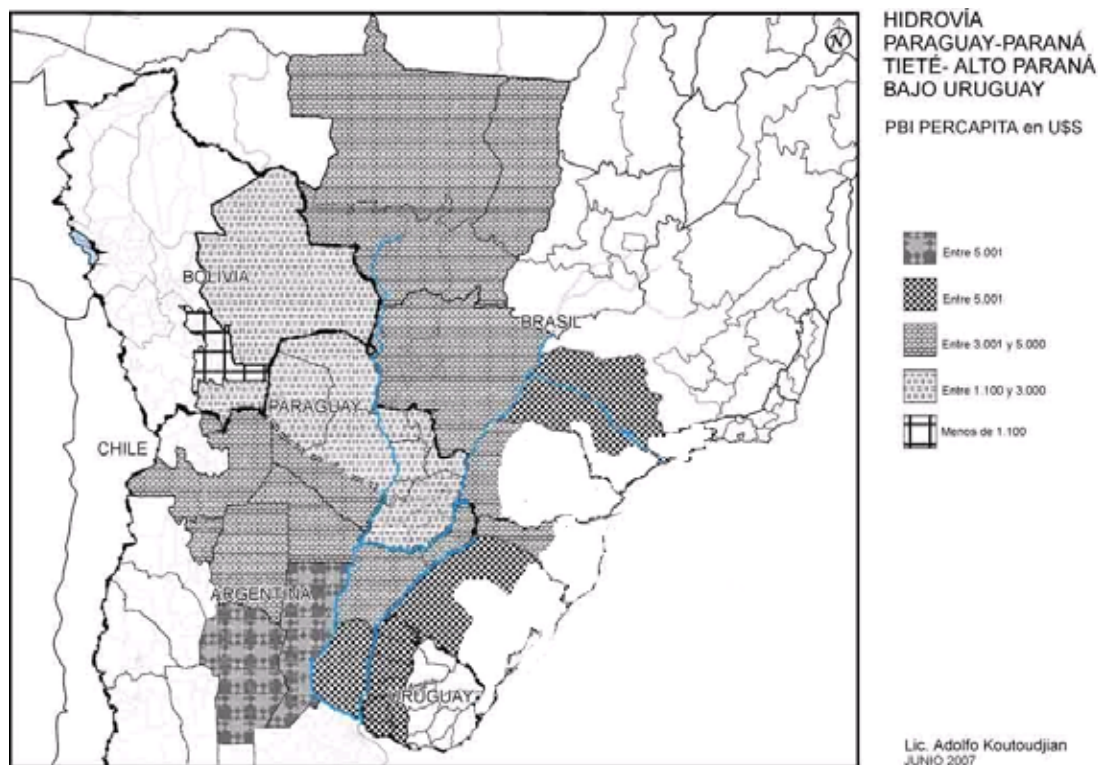 HIDROVÍA
PARAGUAY-PARANÁ
TIETÉ- ALTO PARANÁ
BAJO URUGUAY
PBI PERCAPITA en U$S
N
BOLIVIA
BRASIL
PARAGUAY
CHILE
ARGENTINA
URUGUAY
Entre 5.001
Entre 5.001
Entre 3.001 y 5.000
Entre 1.100 y 3.000
Menos de 1.100
Lic. Adolfo Koutoudjian
JUNIO 2007